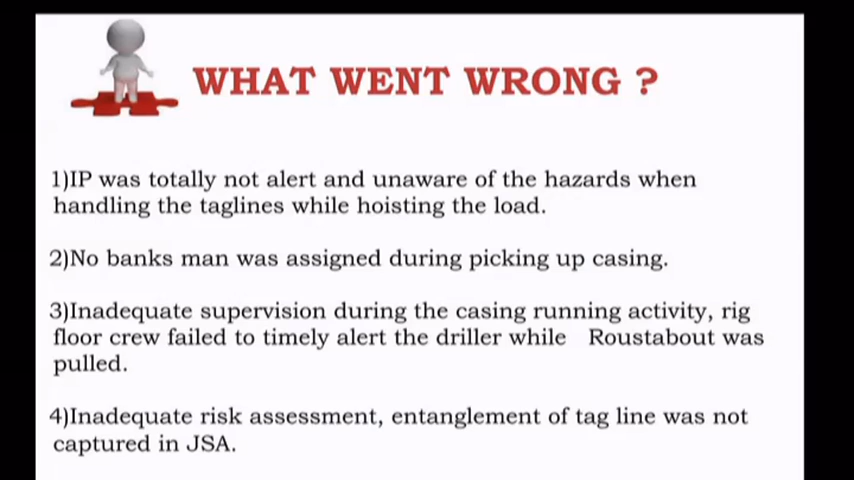 WHAT WENT WRONG ?
1)IP was totally not alert and unaware of the hazards when
handling the taglines while hoisting the load.
2)No banks man was assigned during picking up casing.
3)Inadequate supervision during the casing running activity, rig
floor crew failed to timely alert the driller while Roustabout was
pulled.
4)Inadequate risk assessment, entanglement of tag line was not
captured in JSA.